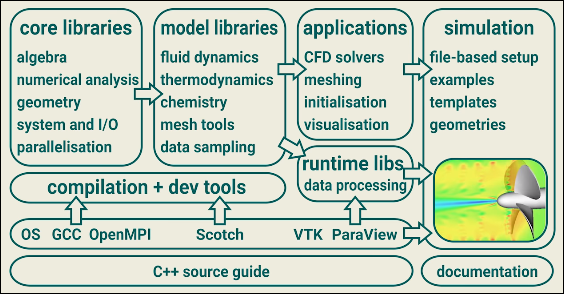 core libraries
algebra
numerical analysis
geometry
system and I/O
parallelisation
model libraries
fluid dynamics
thermodynamics
chemistry
mesh tools
data sampling
applications
CFD solvers
meshing
initialisation
visualisation
simulation
file-based setup
examples
templates
geometries
runtime libs
data processing
compilation + dev tools
OS GCC OpenMPI Scotch VTK ParaView
C++ source guide
documentation